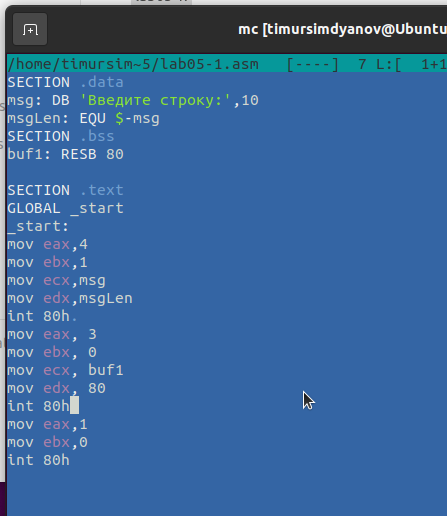 mc [timursimdyanov@Ubuntu
/home/timursim~5/lab05-1.asm [----] 7 L:[ 1+1
SECTION .data
msg: DB 'Введите строку:',10
msgLen: EQU $-msg
SECTION .bss
buf1: RESB 80
SECTION .text
GLOBAL _start
_start:
mov eax,4
mov ebx,1
mov ecx,msg
mov edx,msgLen
int 80h.
mov eax, 3
mov ebx, 0
mov ecx, buf1
mov edx, 80
int 80h
mov eax,1
mov ebx,0
int 80h